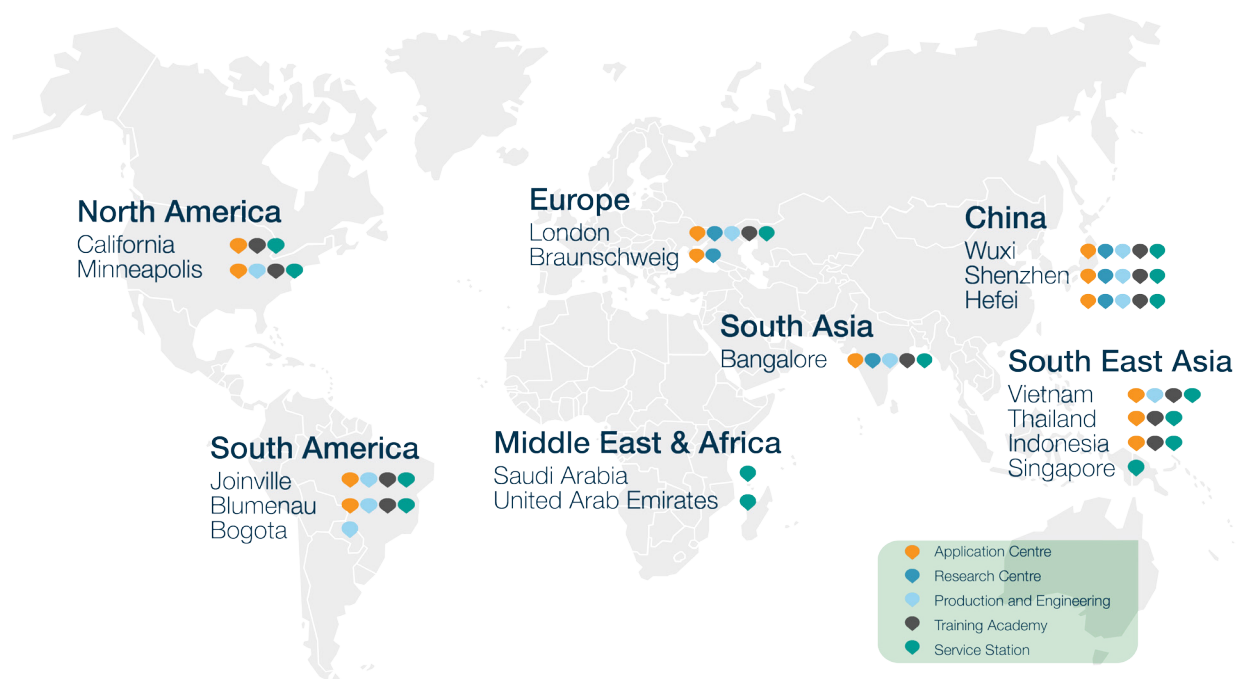 North America
California
Minneapolis
Europe
London
Braunschweig
China
Wuxi
Shenzhen
Hefei
South Asia
Bangalore
South East Asia
Vietnam
Thailand
Indonesia
Singapore
South America
Joinville
Blumenau
Bogota
Middle East & Africa
Saudi Arabia
United Arab Emirates
Application Centre
Research Centre
Production and Engineering
Training Academy
Service Station